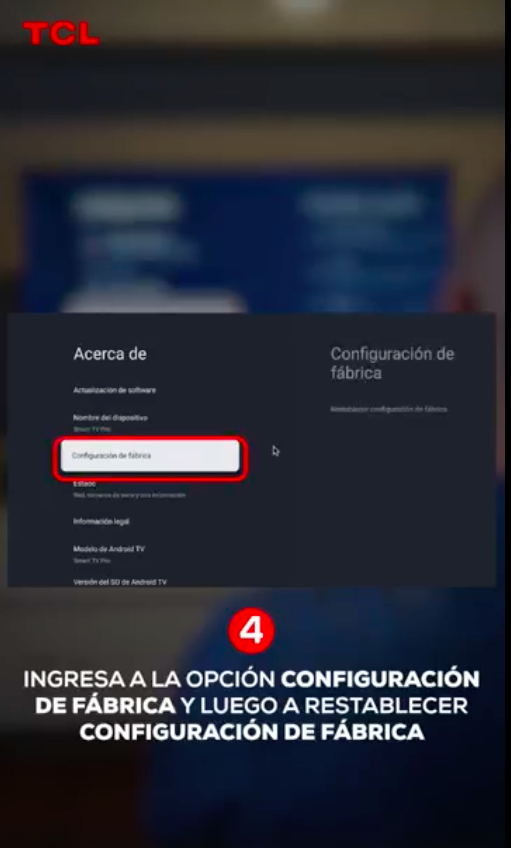 TCL
Acerca de
Actualización de software
Nombre del dispositivo
Smart TV Pro
Configuración de fábrica
Estado
Red, números de serie y otra información
Información legal
Modelo de Android TV
Smart TV Pro
Versión del SO de Android TV
Configuración de
fábrica
Restablecer configuración de fábrica
4
INGRESA A LA OPCIÓN CONFIGURACIÓN
DE FÁBRICA Y LUEGO A RESTABLECER
CONFIGURACIÓN DE FÁBRICA